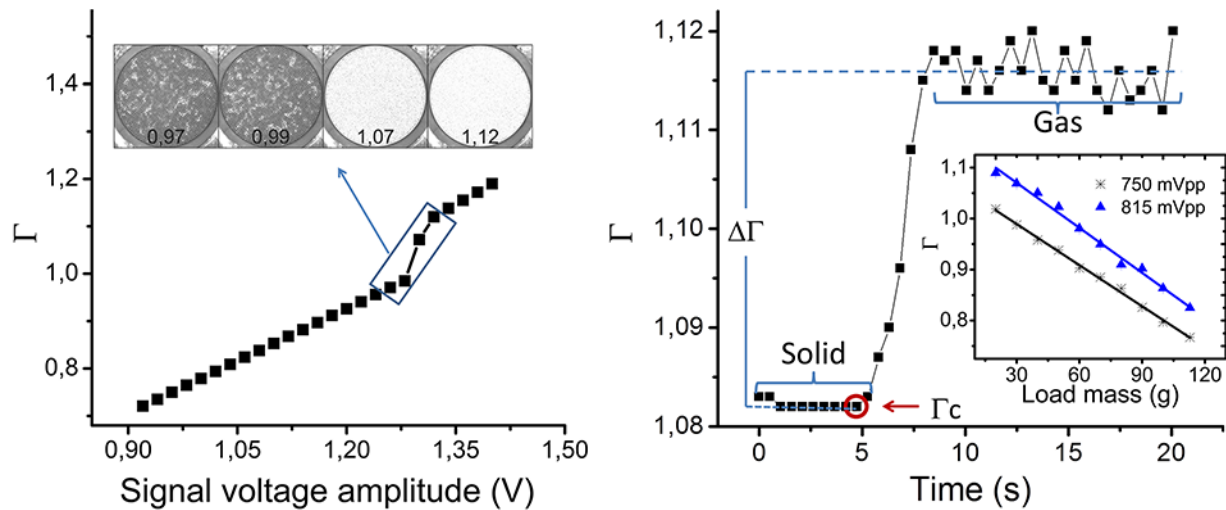 1,4
1,2
1,0
0,8
Γ
0,97 0,99 1,07 1,12
0,90 1,05 1,20 1,35 1,50
Signal voltage amplitude (V)
1,12
1,11
1,10
1,09
1,08
Γ
ΔΓ
Gas
Solid
Γc
0 5 10 15 20
Time (s)
1,1
1,0
0,9
0,8
Γ
750 mVpp
815 mVpp
30 60 90 120
Load mass (g)